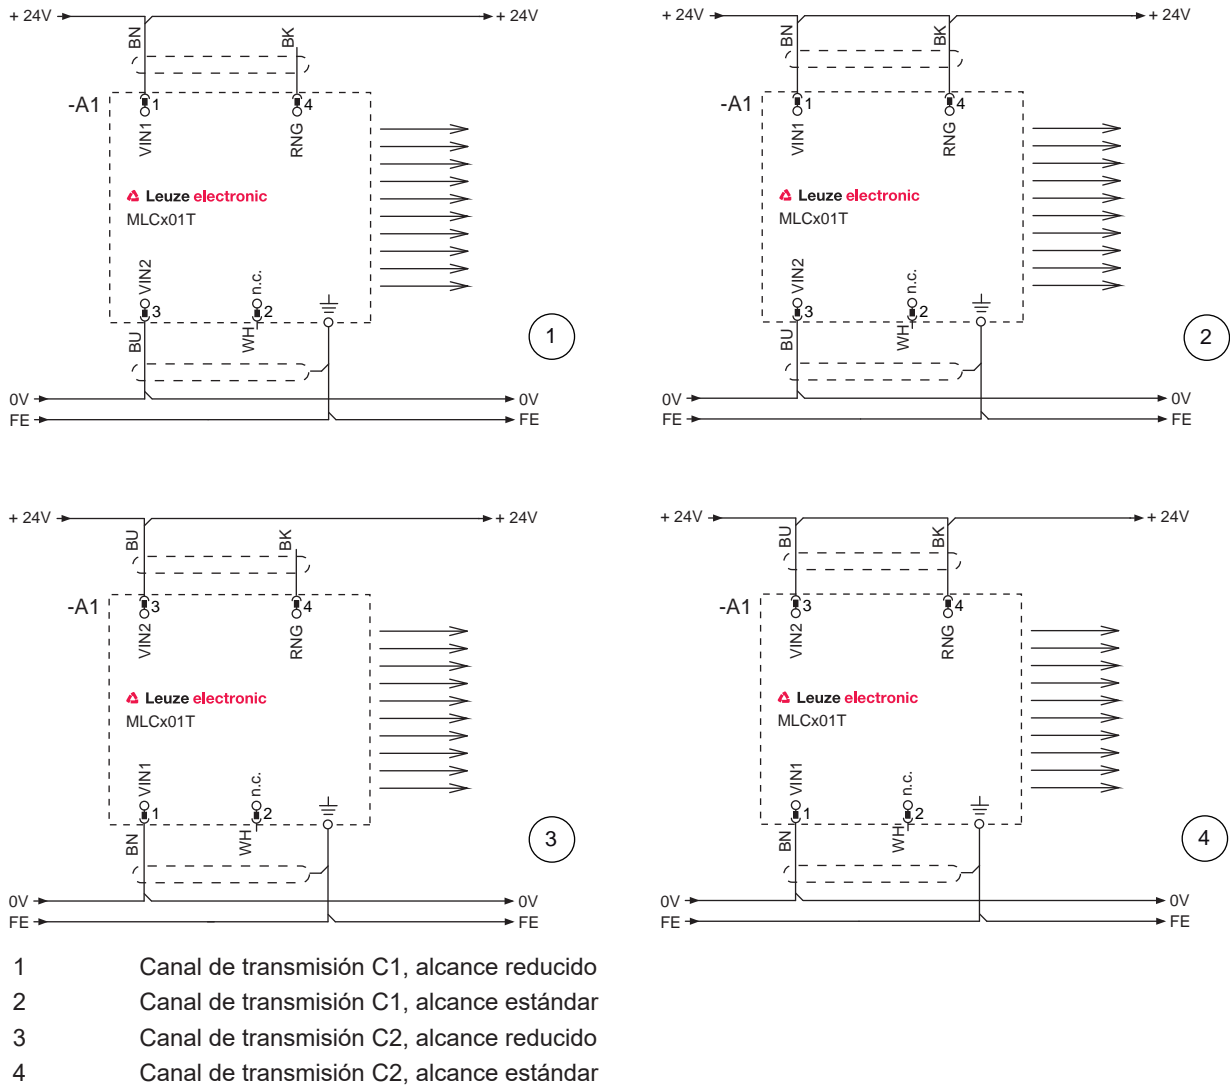 + 24V
+ 24V
BN
BK
-A1
1
4
VIN1
RNG
Leuze electronic
MLCx01T
VIN2
n.c.
3
2
BU
WH
1
0V
0V
FE
FE
+ 24V
+ 24V
BN
BK
-A1
1
4
VIN1
RNG
Leuze electronic
MLCx01T
VIN2
n.c.
3
2
BU
WH
2
0V
0V
FE
FE
+ 24V
+ 24V
BU
BK
-A1
3
4
VIN2
RNG
Leuze electronic
MLCx01T
VIN1
n.c.
1
2
BN
WH
3
0V
0V
FE
FE
+ 24V
+ 24V
BU
BK
-A1
3
4
VIN2
RNG
Leuze electronic
MLCx01T
VIN1
n.c.
1
2
BN
WH
4
0V
0V
FE
FE
1 Canal de transmisión C1, alcance reducido
2 Canal de transmisión C1, alcance estándar
3 Canal de transmisión C2, alcance reducido
4 Canal de transmisión C2, alcance estándar